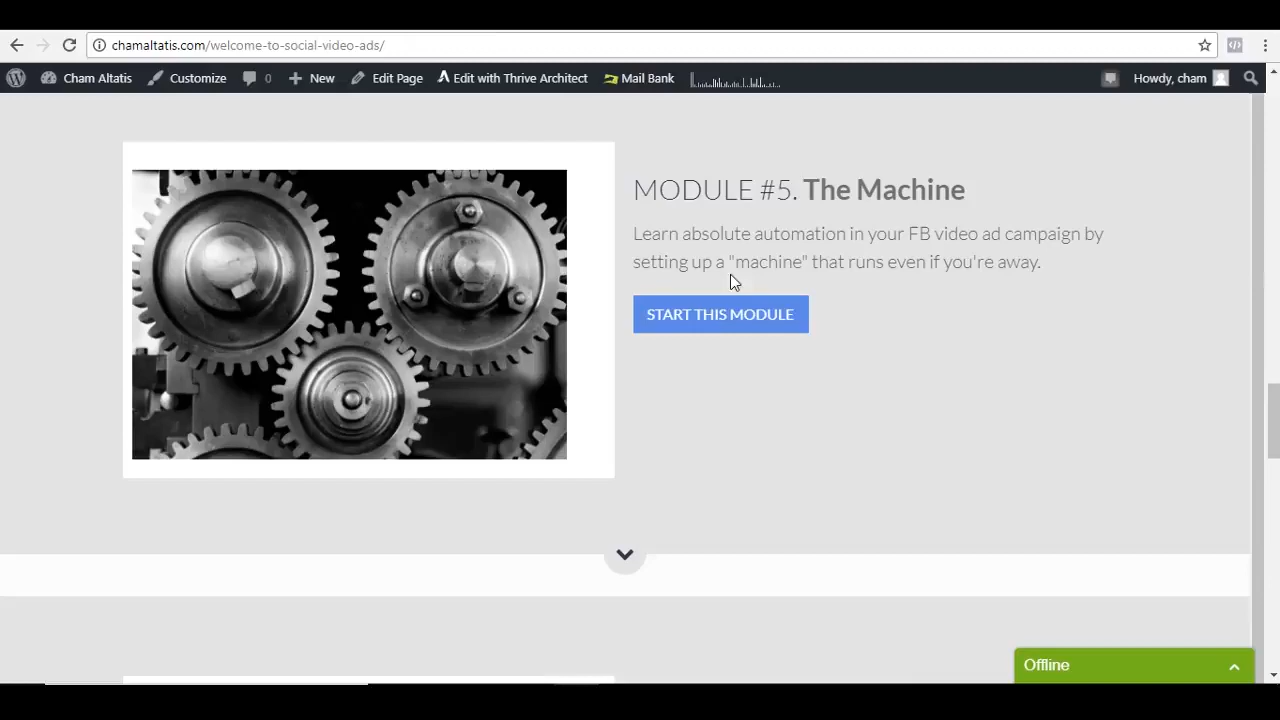 chamaltatis.com/welcome-to-social-video-ads/
Cham Altatis Customize 0 New Edit Page Edit with Thrive Architect Mail Bank Howdy, cham
MODULE #5. The Machine
Learn absolute automation in your FB video ad campaign by
setting up a "machine" that runs even if you're away.
START THIS MODULE
Offline